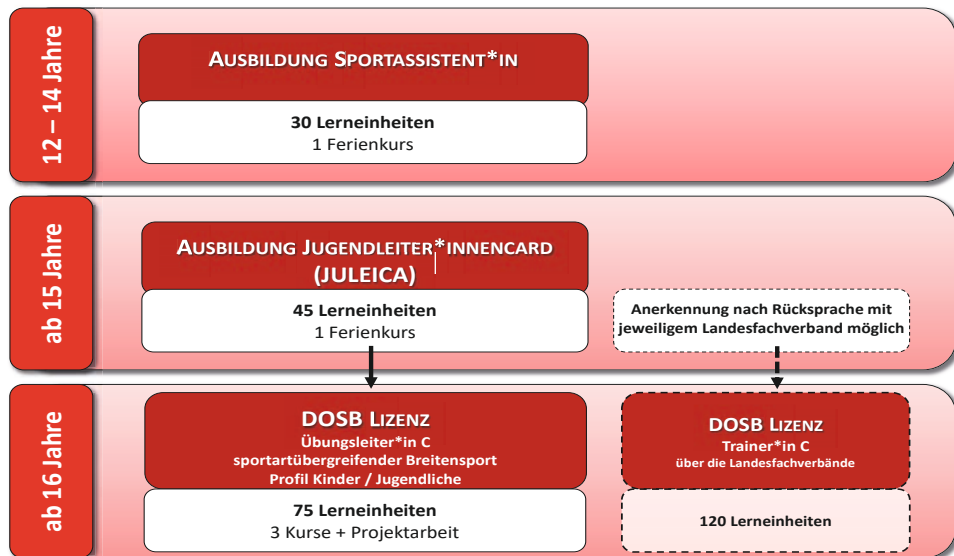 12 – 14 Jahre
AUSBILDUNG SPORTASSISTENT*IN
30 Lerneinheiten
1 Ferienkurs
ab 15 Jahre
AUSBILDUNG JUGENDLEITER*INNENCARD
(JULEICA)
45 Lerneinheiten
1 Ferienkurs
Anerkennung nach Rücksprache mit
jeweiligem Landesfachverband möglich
ab 16 Jahre
DOSB LIZENZ
Übungsleiter*in C
sportartübergreifender Breitensport
Profil Kinder / Jugendliche
75 Lerneinheiten
3 Kurse + Projektarbeit
DOSB LIZENZ
Trainer*in C
über die Landesfachverbände
120 Lerneinheiten